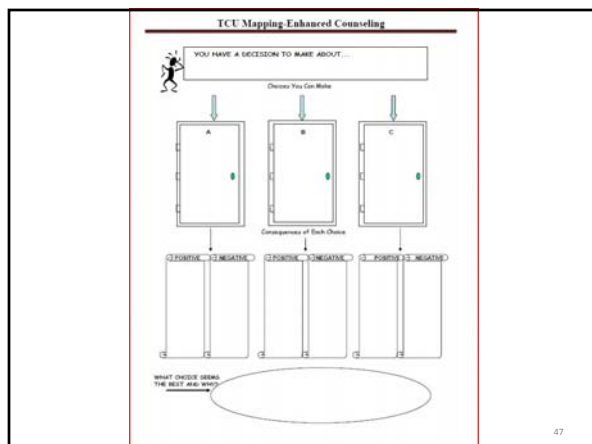 TCU Mapping-Enhanced Counseling
YOU HAVE A DECISION TO MAKE ABOUT...
Choices You Can Make
A B C
Consequences of Each Choice
POSITIVE NEGATIVE POSITIVE NEGATIVE POSITIVE NEGATIVE
WHAT CHOICE SEEMS
THE BEST AND WHY?
47